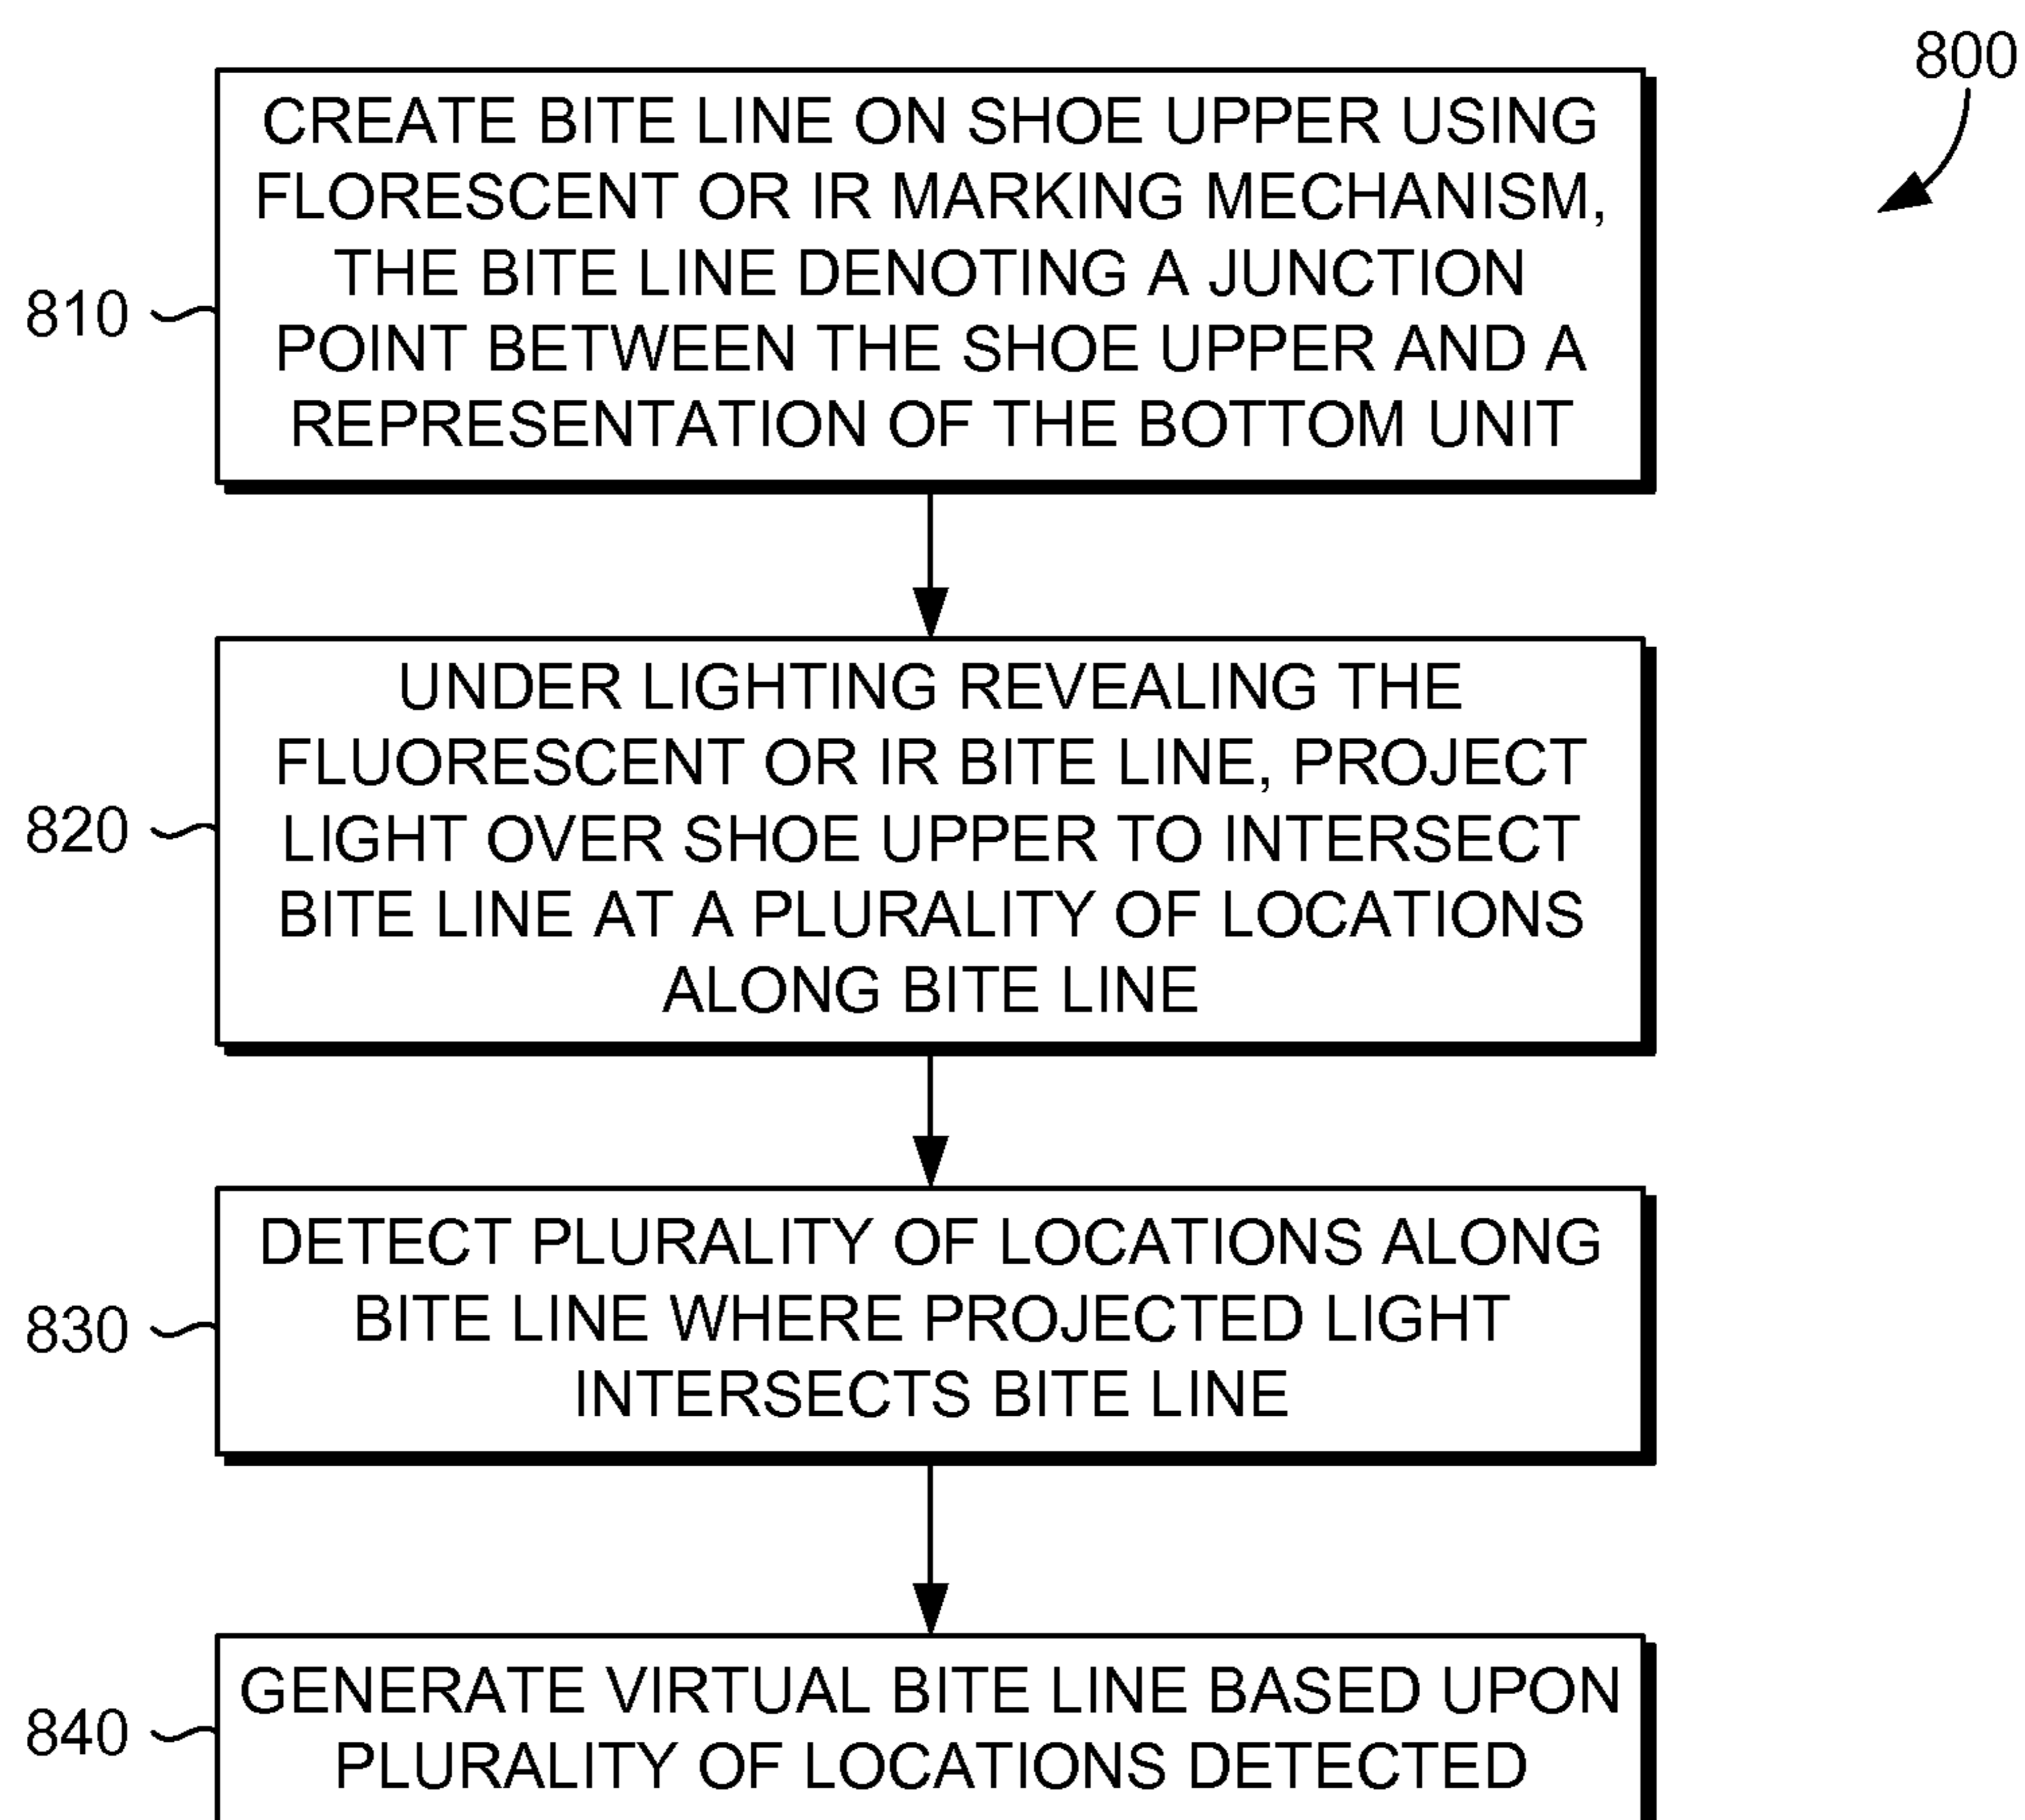 800
CREATE BITE LINE ON SHOE UPPER USING
FLORESCENT OR IR MARKING MECHANISM,
THE BITE LINE DENOTING A JUNCTION
POINT BETWEEN THE SHOE UPPER AND A
REPRESENTATION OF THE BOTTOM UNIT
810
UNDER LIGHTING REVEALING THE
FLUORESCENT OR IR BITE LINE, PROJECT
LIGHT OVER SHOE UPPER TO INTERSECT
BITE LINE AT A PLURALITY OF LOCATIONS
ALONG BITE LINE
820
DETECT PLURALITY OF LOCATIONS ALONG
BITE LINE WHERE PROJECTED LIGHT
INTERSECTS BITE LINE
830
GENERATE VIRTUAL BITE LINE BASED UPON
PLURALITY OF LOCATIONS DETECTED
840